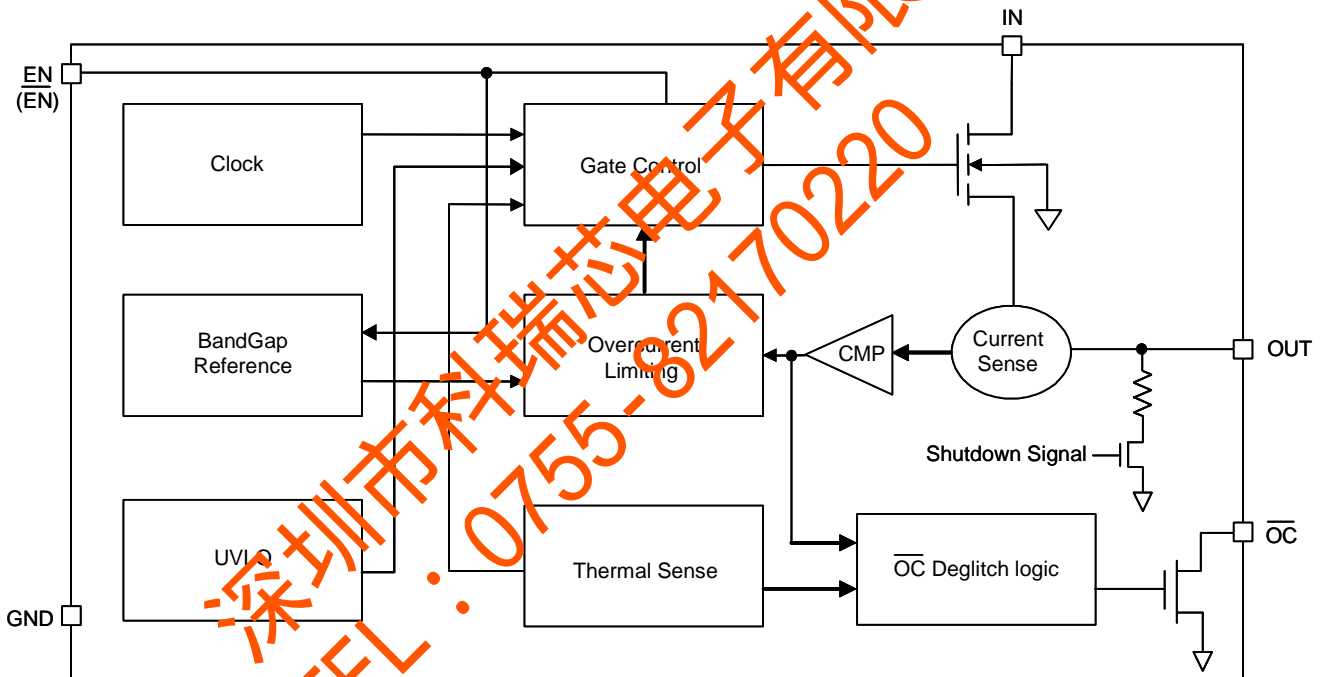 IN
EN
(EN)
Clock
Gate Control
BandGap
Reference
Overcurrent
Limiting
CMP
Current
Sense
OUT
Shutdown Signal
UVLO
Thermal Sense
OC Deglitch logic
OC
GND
深圳市科瑞芯电子有限
TEL：0755-82170220